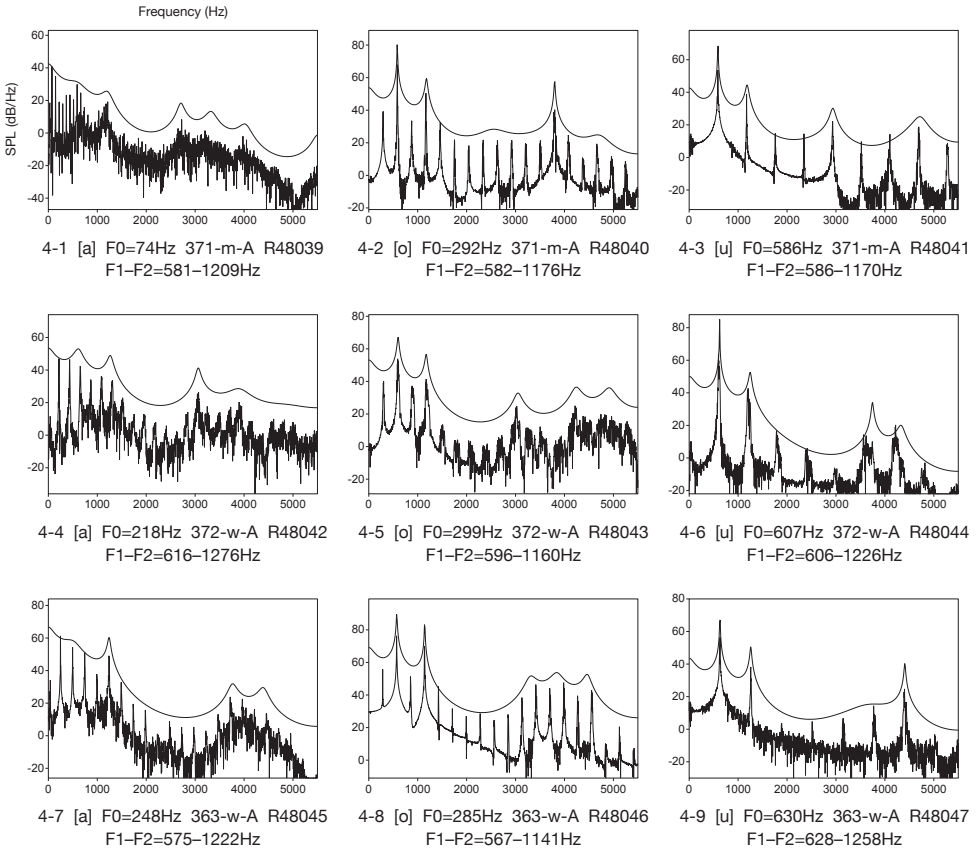 Frequency (Hz)
SPL (dB/Hz)
60
40
20
0
-20
-40
0 1000 2000 3000 4000 5000
80
60
40
20
0
-20
0 1000 2000 3000 4000 5000
60
40
20
0
-20
0 1000 2000 3000 4000 5000
4-1 [a] F0=74Hz 371-m-A R48039
F1–F2=581–1209Hz
4-2 [o] F0=292Hz 371-m-A R48040
F1–F2=582–1176Hz
4-3 [u] F0=586Hz 371-m-A R48041
F1–F2=586–1170Hz
60
40
20
0
-20
0 1000 2000 3000 4000 5000
80
60
40
20
0
-20
0 1000 2000 3000 4000 5000
80
60
40
20
0
-20
0 1000 2000 3000 4000 5000
4-4 [a] F0=218Hz 372-w-A R48042
F1–F2=616–1276Hz
4-5 [o] F0=299Hz 372-w-A R48043
F1–F2=596–1160Hz
4-6 [u] F0=607Hz 372-w-A R48044
F1–F2=606–1226Hz
80
60
40
20
0
-20
0 1000 2000 3000 4000 5000
80
60
40
20
0
0 1000 2000 3000 4000 5000
80
60
40
20
0
-20
0 1000 2000 3000 4000 5000
4-7 [a] F0=248Hz 363-w-A R48045
F1–F2=575–1222Hz
4-8 [o] F0=285Hz 363-w-A R48046
F1–F2=567–1141Hz
4-9 [u] F0=630Hz 363-w-A R48047
F1–F2=628–1258Hz